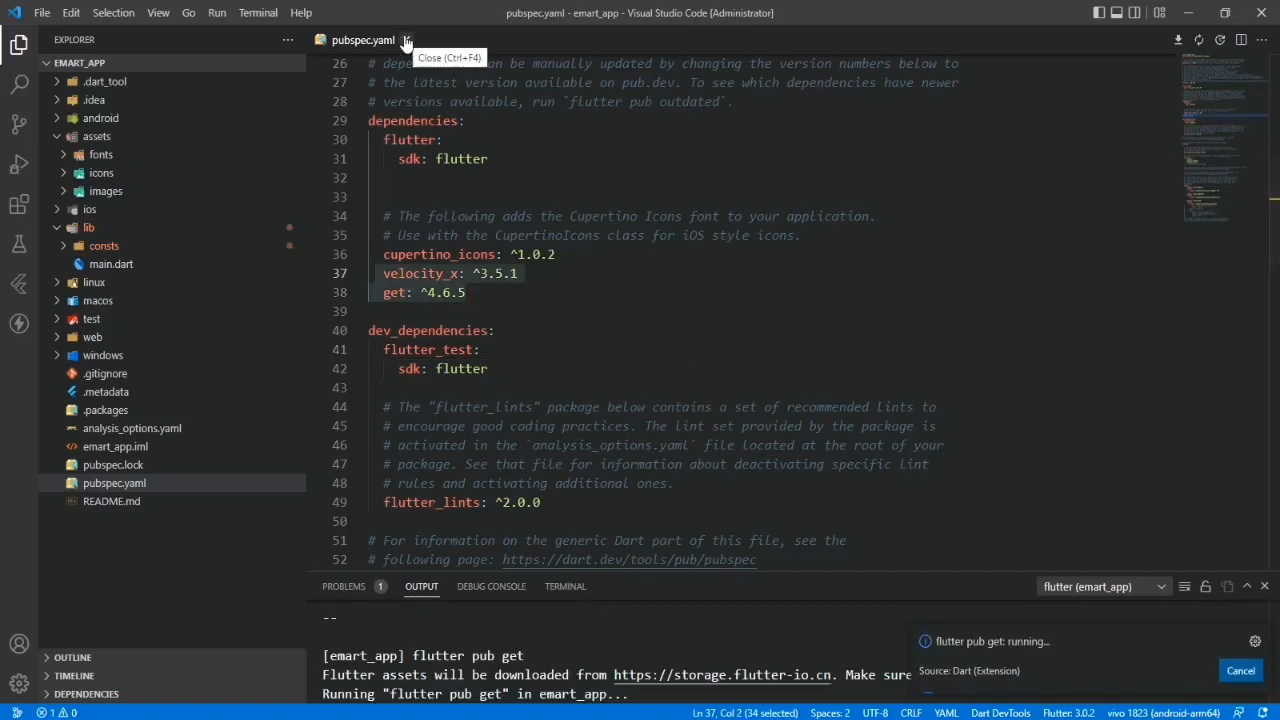 File Edit Selection View Go Run Terminal Help
pubspec.yaml - emart_app - Visual Studio Code [Administrator]
EXPLORER
pubspec.yaml
Close (Ctrl+F4)
EMART_APP
.dart_tool
.idea
android
assets
fonts
icons
images
ios
lib
consts
main.dart
linux
macos
test
web
windows
.gitignore
.metadata
.packages
analysis_options.yaml
emart_app.iml
pubspec.lock
pubspec.yaml
README.md
OUTLINE
TIMELINE
DEPENDENCIES
26 # depe can be manually updated by changing the version numbers below to
27 # the latest version available on pub.dev. To see which dependencies have newer
28 # versions available, run `flutter pub outdated`.
29 dependencies:
30 flutter:
31 sdk: flutter
32
33
34 # The following adds the Cupertino Icons font to your application.
35 # Use with the CupertinoIcons class for iOS style icons.
36 cupertino_icons: ^1.0.2
37 velocity_x: ^3.5.1
38 get: ^4.6.5
39
40 dev_dependencies:
41 flutter_test:
42 sdk: flutter
43
44 # The "flutter_lints" package below contains a set of recommended lints to
45 # encourage good coding practices. The lint set provided by the package is
46 # activated in the `analysis_options.yaml` file located at the root of your
47 # package. See that file for information about deactivating specific lint
48 # rules and activating additional ones.
49 flutter_lints: ^2.0.0
50
51 # For information on the generic Dart part of this file, see the
52 # following page: https://dart.dev/tools/pub/pubspec
PROBLEMS 1 OUTPUT DEBUG CONSOLE TERMINAL
flutter (emart_app)
--
[emart_app] flutter pub get
Flutter assets will be downloaded from https://storage.flutter-io.cn. Make sure
Running "flutter pub get" in emart_app...
flutter pub get: running...
Source: Dart (Extension)
Cancel
1 0
Ln 37, Col 2 (34 selected) Spaces: 2 UTF-8 CRLF YAML Dart DevTools Flutter: 3.0.2 vivo 1823 (android-arm64)